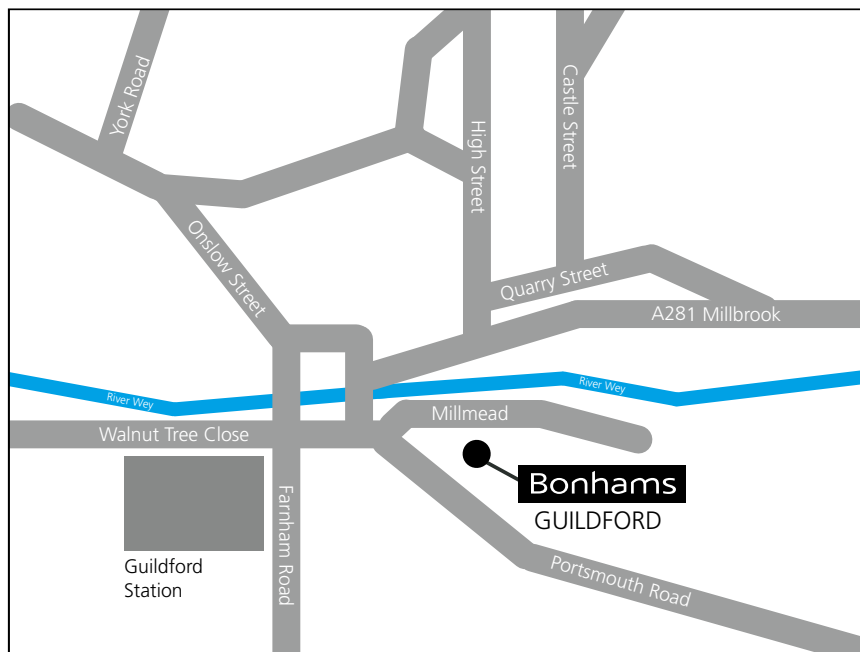 York Road
High Street
Castle Street
Onslow Street
Quarry Street
A281 Millbrook
River Wey
River Wey
Millmead
Walnut Tree Close
Bonhams
GUILDFORD
Farnham Road
Guildford
Station
Portsmouth Road